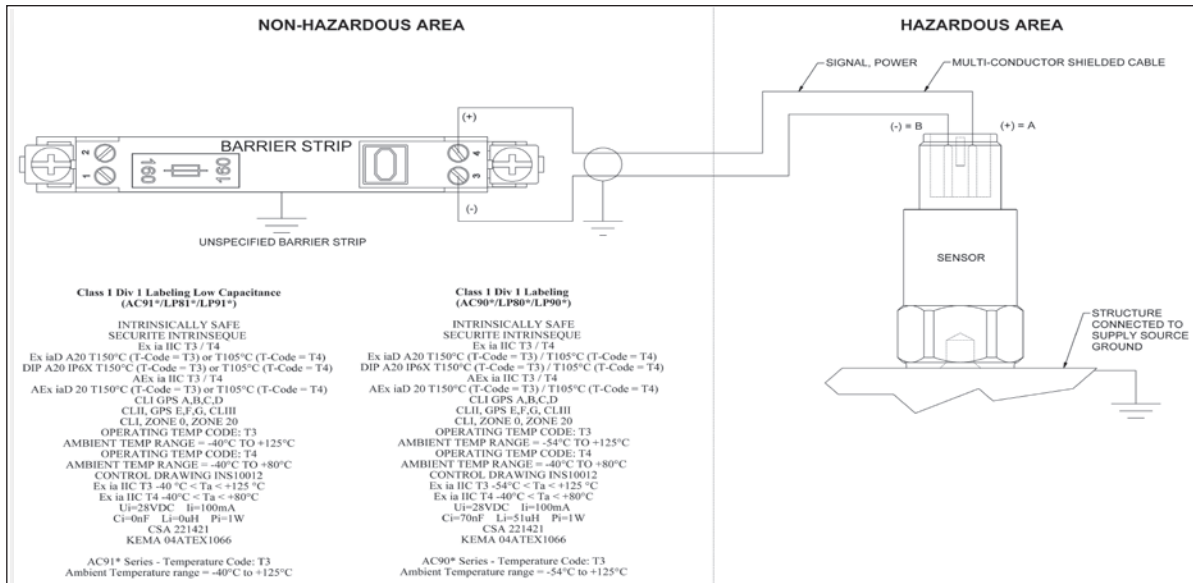 NON-HAZARDOUS AREA
HAZARDOUS AREA
SIGNAL, POWER
MULTI-CONDUCTOR SHIELDED CABLE
(+)
(-) = B
(+) = A
BARRIER STRIP
2
1
160
160
4
3
(-)
UNSPECIFIED BARRIER STRIP
SENSOR
STRUCTURE
CONNECTED TO
SUPPLY SOURCE
GROUND
Class 1 Div 1 Labeling Low Capacitance
(AC91*/LP81*/LP91*)
INTRINSICALLY SAFE
SECURITE INTRINSEQUE
Ex ia IIC T3 / T4
Ex iaD A20 T150°C (T-Code = T3) or T105°C (T-Code = T4)
DIP A20 IP6X T150°C (T-Code = T3) or T105°C (T-Code = T4)
AEx ia IIC T3 / T4
AEx iaD 20 T150°C (T-Code = T3) or T105°C (T-Code = T4)
CLI GPS A,B,C,D
CLII, GPS E,F,G, CLIII
CLI, ZONE 0, ZONE 20
OPERATING TEMP CODE: T3
AMBIENT TEMP RANGE = -40°C TO +125°C
OPERATING TEMP CODE: T4
AMBIENT TEMP RANGE = -40°C TO +80°C
CONTROL DRAWING INS10012
Ex ia IIC T3 -40 °C < Ta < +125 °C
Ex ia IIC T4 -40°C < Ta < +80°C
Ui=28VDC Ii=100mA
Ci=0nF Li=0uH Pi=1W
CSA 221421
KEMA 04ATEX1066
AC91* Series - Temperature Code: T3
Ambient Temperature range = -40°C to +125°C
Class 1 Div 1 Labeling
(AC90*/LP80*/LP90*)
INTRINSICALLY SAFE
SECURITE INTRINSEQUE
Ex ia IIC T3 / T4
Ex iaD A20 T150°C (T-Code = T3) / T105°C (T-Code = T4)
DIP A20 IP6X T150°C (T-Code = T3) / T105°C (T-Code = T4)
AEx ia IIC T3 / T4
AEx iaD 20 T150°C (T-Code = T3) / T105°C (T-Code = T4)
CLI GPS A,B,C,D
CLII, GPS E,F,G, CLIII
CLI, ZONE 0, ZONE 20
OPERATING TEMP CODE: T3
AMBIENT TEMP RANGE = -54°C TO +125°C
OPERATING TEMP CODE: T4
AMBIENT TEMP RANGE = -40°C TO +80°C
CONTROL DRAWING INS10012
Ex ia IIC T3 -54°C < Ta < +125 °C
Ex ia IIC T4 -40°C < Ta < +80°C
Ui=28VDC Ii=100mA
Ci=70nF Li=51uH Pi=1W
CSA 221421
KEMA 04ATEX1066
AC90* Series - Temperature Code: T3
Ambient Temperature range = -54°C to +125°C